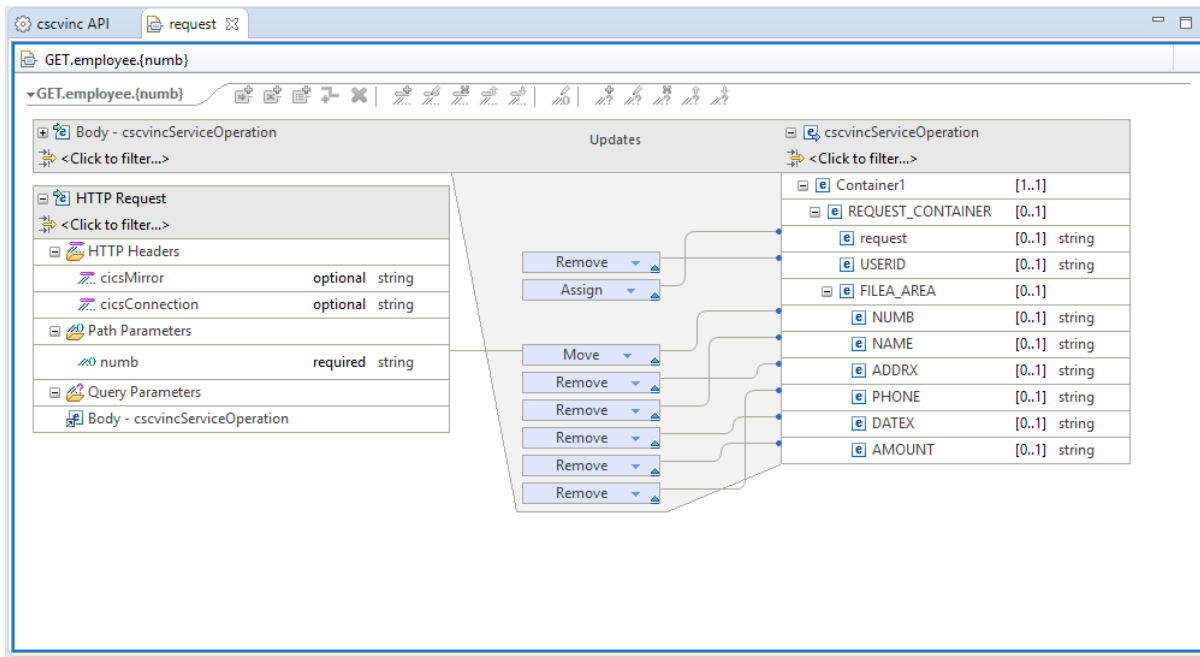 cscvinc API
request
GET.employee.{numb}
GET.employee.{numb}
Body - cscvincServiceOperation
<Click to filter...>
Updates
cscvincServiceOperation
<Click to filter...>
HTTP Request
<Click to filter...>
HTTP Headers
cicsMirror optional string
cicsConnection optional string
Path Parameters
numb required string
Query Parameters
Body - cscvincServiceOperation
Remove
Assign
Move
Remove
Remove
Remove
Remove
Remove
Container1 [1..1]
REQUEST_CONTAINER [0..1]
request [0..1] string
USERID [0..1] string
FILEA_AREA [0..1]
NUMB [0..1] string
NAME [0..1] string
ADDRX [0..1] string
PHONE [0..1] string
DATEX [0..1] string
AMOUNT [0..1] string